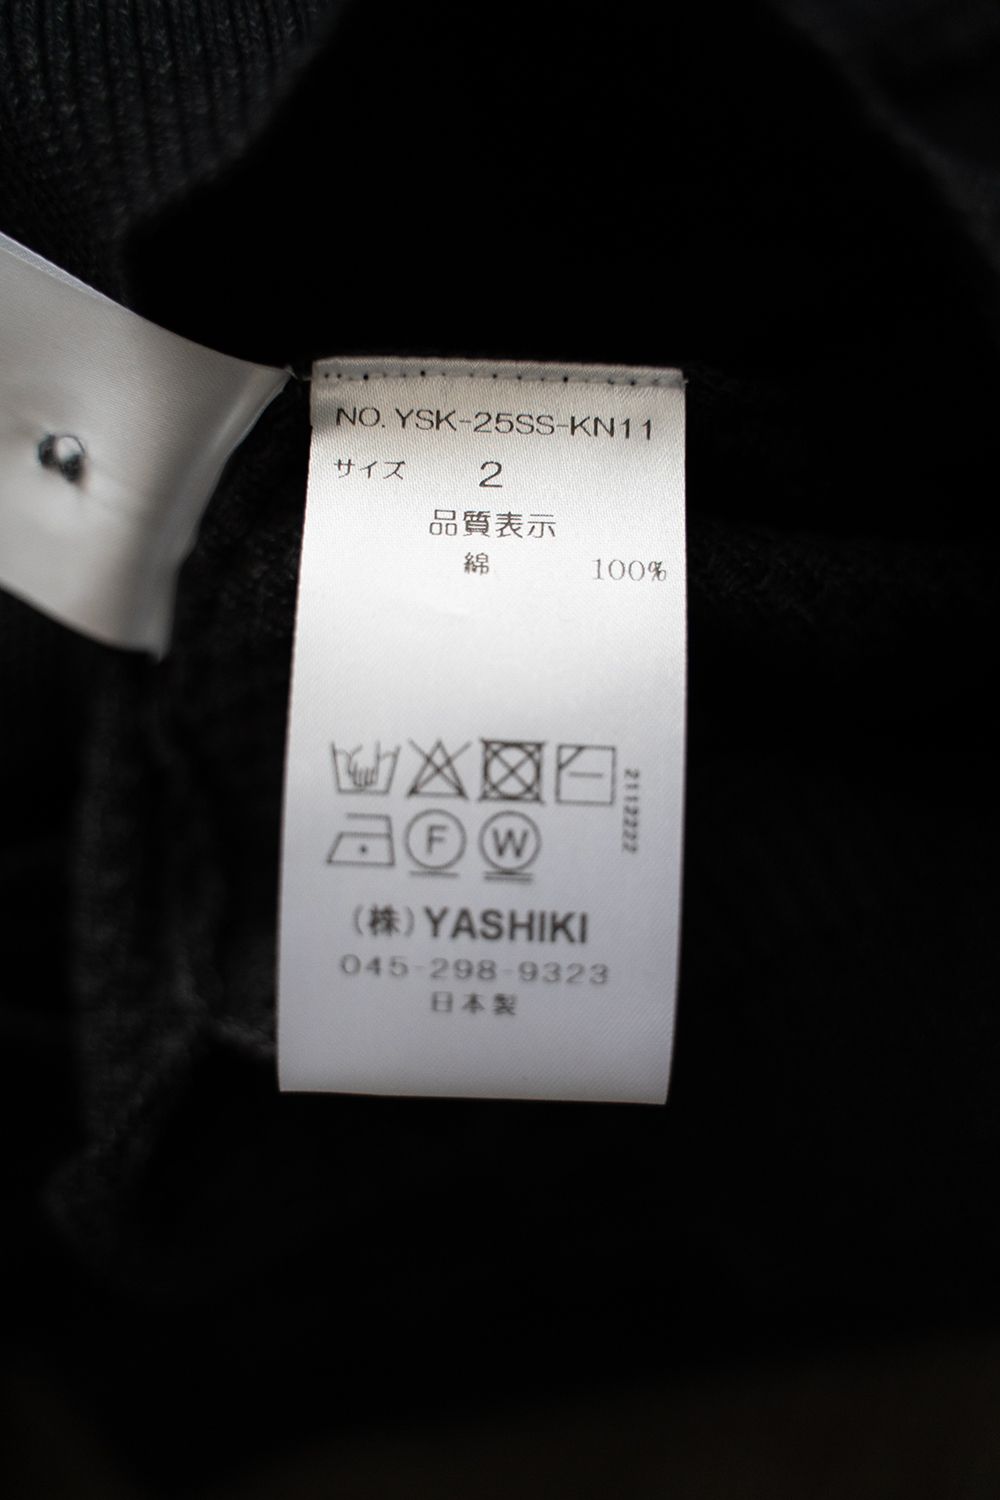 NO. YSK-25SS-KN11
サイズ 2
品質表示
綿 100%
2112222
F W
(株) YASHIKI
045-298-9323
日本製